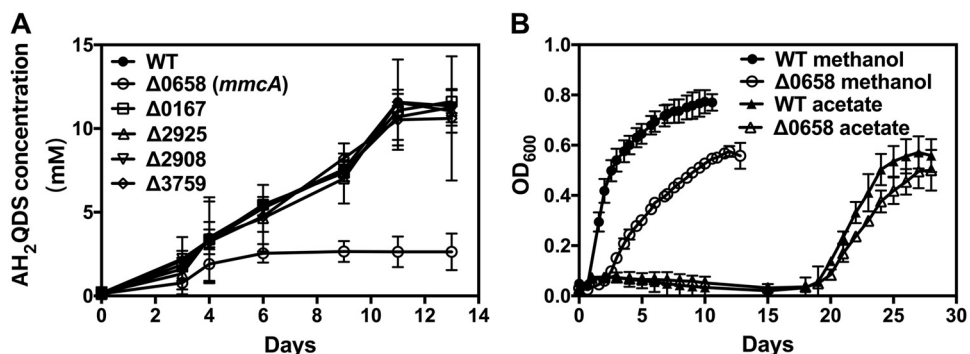 A
AH₂QDS concentration
(mM)
15
10
5
0
WT
Δ0658 (mmcA)
Δ0167
Δ2925
Δ2908
Δ3759
0 2 4 6 8 10 12 14
Days
B
OD₆₀₀
1.0
0.8
0.6
0.4
0.2
0.0
WT methanol
Δ0658 methanol
WT acetate
Δ0658 acetate
0 5 10 15 20 25 30
Days